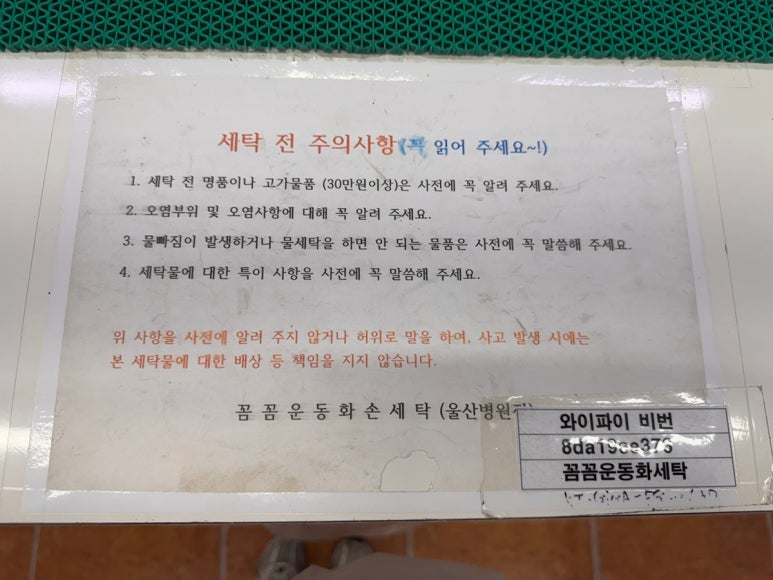 세탁 전 주의사항(꼭 읽어 주세요~!)
1. 세탁 전 명품이나 고가물품 (30만원이상)은 사전에 꼭 알려 주세요.
2. 오염부위 및 오염사항에 대해 꼭 알려 주세요.
3. 물빠짐이 발생하거나 물세탁을 하면 안 되는 물품은 사전에 꼭 말씀해 주세요.
4. 세탁물에 대한 특이 사항을 사전에 꼭 말씀해 주세요.
위 사항을 사전에 알려 주지 않거나 허위로 말을 하여, 사고 발생 시에는
본 세탁물에 대한 배상 등 책임을 지지 않습니다.
꼼꼼운동화손세탁 (울산병원점)
와이파이 비번
8da19ee373
꼼꼼운동화세탁